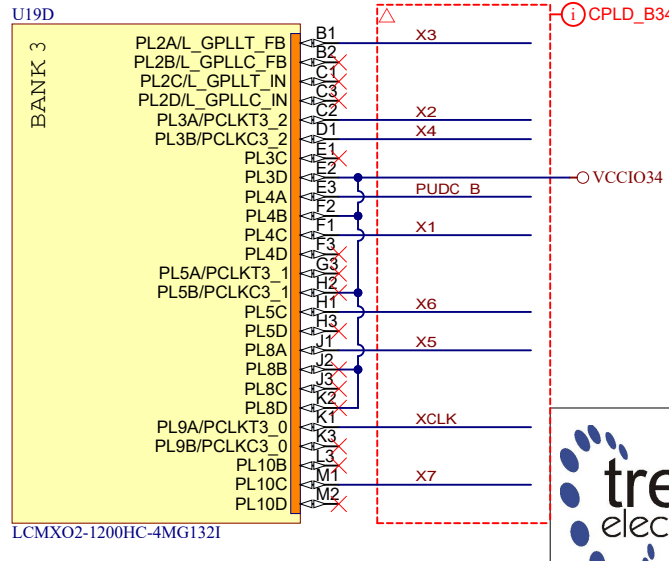 U19D
CPLD_B34
BANK 3
PL2A/L_GPLLT_FB B1 X3
PL2B/L_GPLLC_FB B2
PL2C/L_GPLLT_IN C1
PL2D/L_GPLLC_IN C3
PL3A/PCLKT3_2 C2 X2
PL3B/PCLKC3_2 D1 X4
PL3C E1
PL3D E2 VCCIO34
PL4A E3 PUDC_B
PL4B F2
PL4C F1 X1
PL4D F3
PL5A/PCLKT3_1 G3
PL5B/PCLKC3_1 H2
PL5C H1 X6
PL5D H3
PL8A J1 X5
PL8B J2
PL8C J3
PL8D K2
PL9A/PCLKT3_0 K1 XCLK
PL9B/PCLKC3_0 K3
PL10B L3
PL10C M1 X7
PL10D M2
LCMXO2-1200HC-4MG132I
tre
elec